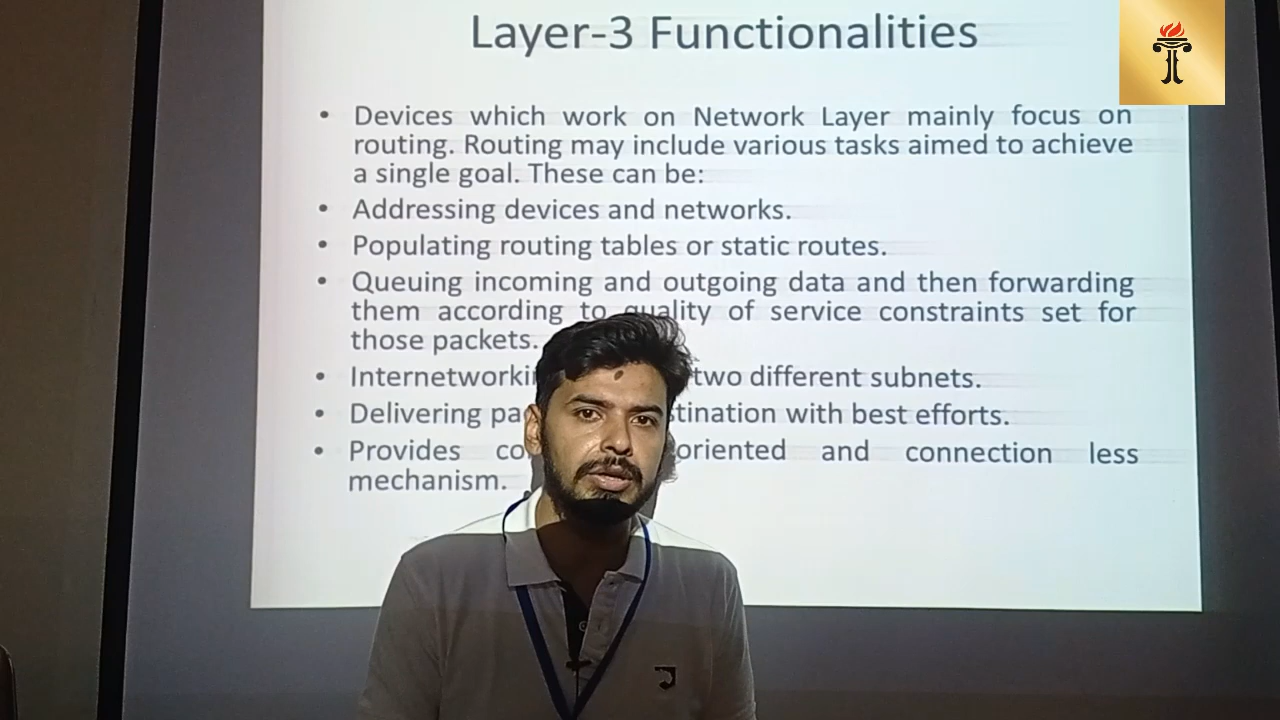 Layer-3 Functionalities
• Devices which work on Network Layer mainly focus on
routing. Routing may include various tasks aimed to achieve
a single goal. These can be:
• Addressing devices and networks.
• Populating routing tables or static routes.
• Queuing incoming and outgoing data and then forwarding
them according to quality of service constraints set for
those packets.
• two different subnets.
• Delivering with best efforts.
• Provides oriented and connection less
mechanism.